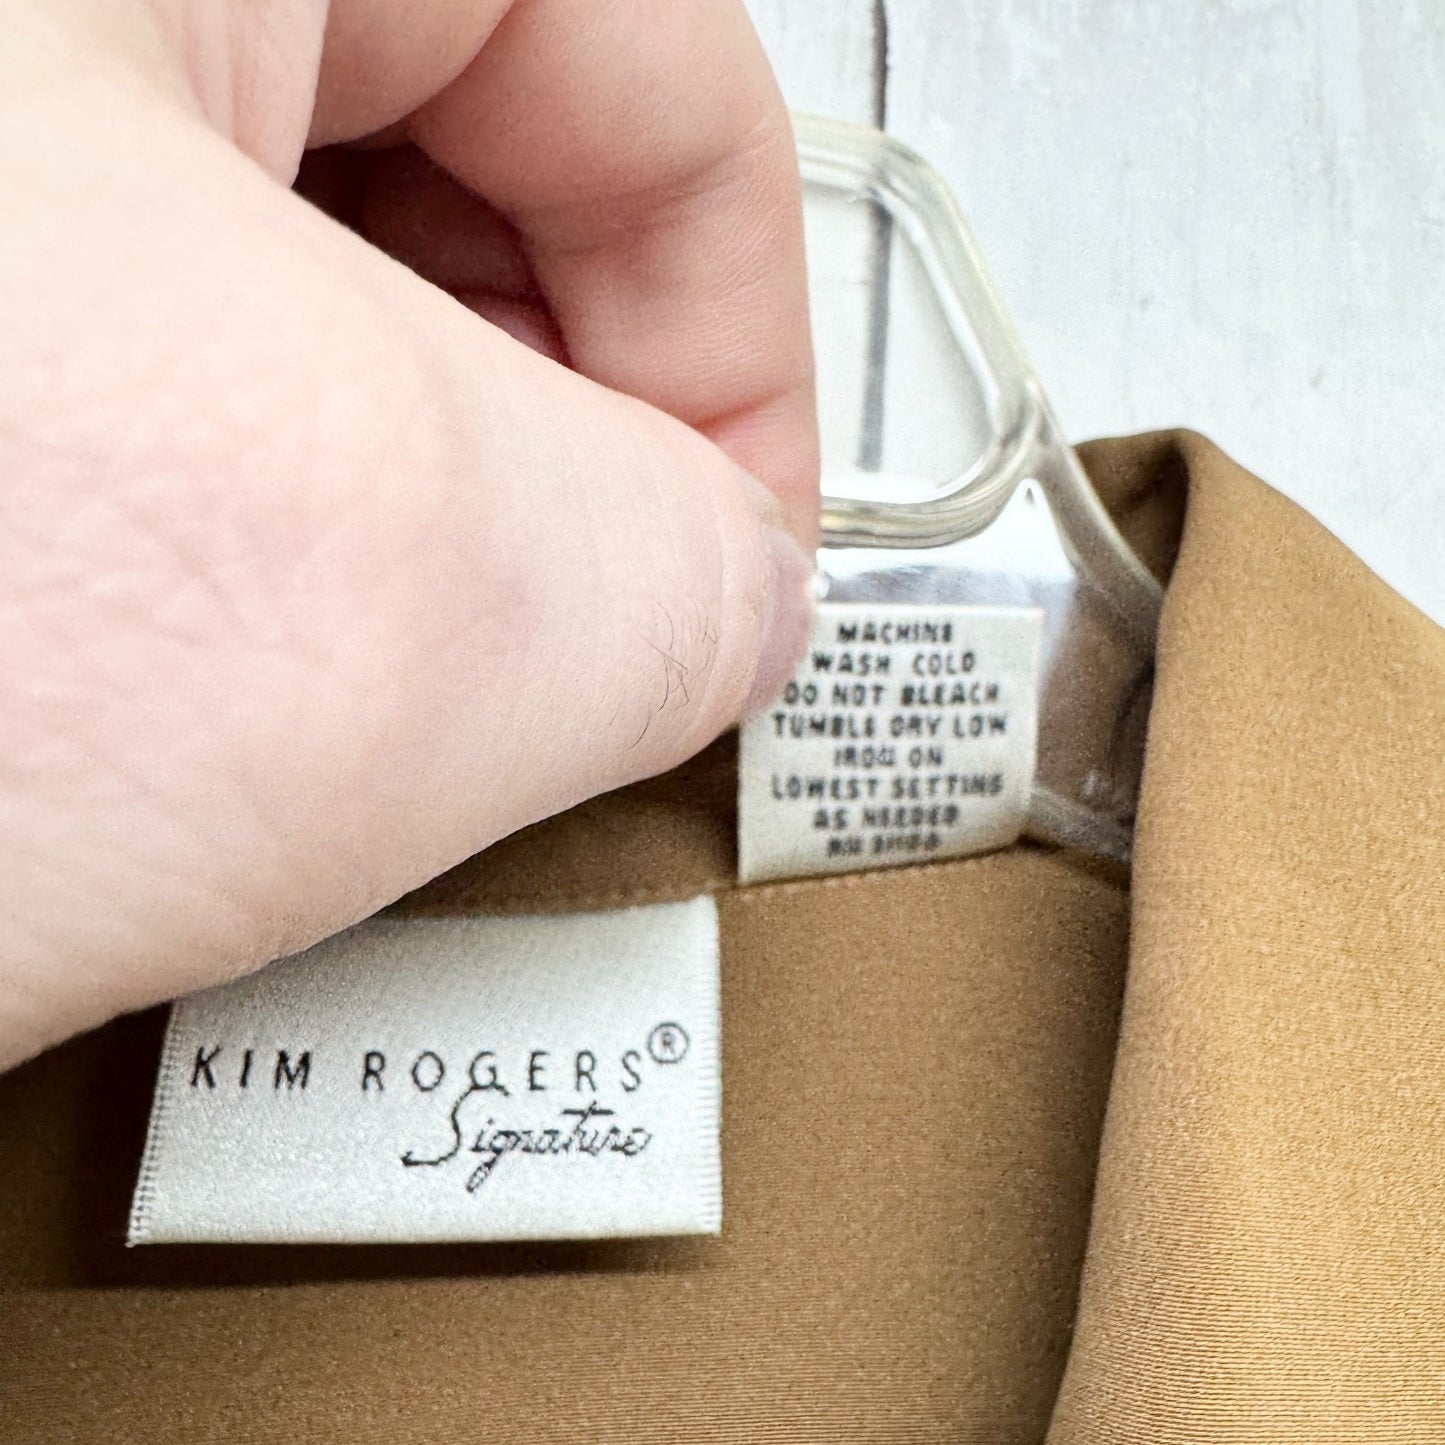 MACHINE
WASH COLD
DO NOT BLEACH
TUMBLE DRY LOW
IRON ON
LOWEST SETTING
AS NEEDED
KIM ROGERS®
Signature